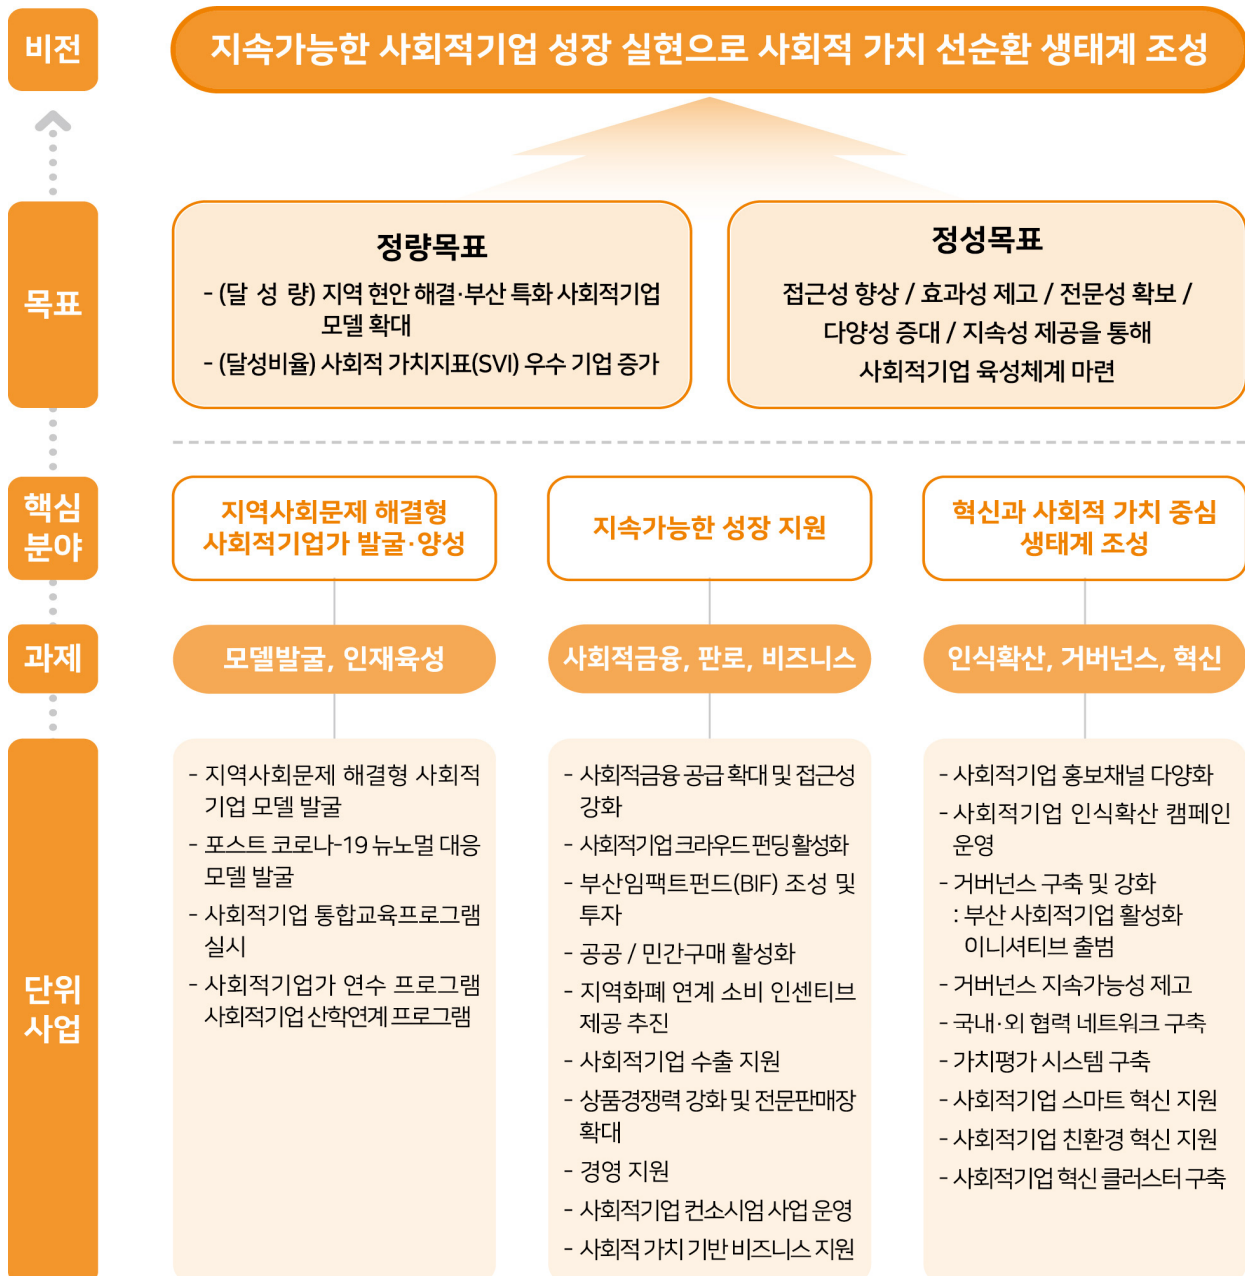 비전
지속가능한 사회적기업 성장 실현으로 사회적 가치 선순환 생태계 조성
목표
정량목표
- (달 성 량) 지역 현안 해결·부산 특화 사회적기업
모델 확대
- (달성비율) 사회적 가치지표(SVI) 우수 기업 증가
정성목표
접근성 향상 / 효과성 제고 / 전문성 확보 /
다양성 증대 / 지속성 제공을 통해
사회적기업 육성체계 마련
핵심
분야
지역사회문제 해결형
사회적기업가 발굴·양성
지속가능한 성장 지원
혁신과 사회적 가치 중심
생태계 조성
과제
모델발굴, 인재육성
사회적금융, 판로, 비즈니스
인식확산, 거버넌스, 혁신
단위
사업
- 지역사회문제 해결형 사회적
기업 모델 발굴
- 포스트 코로나-19 뉴노멀 대응
모델 발굴
- 사회적기업 통합교육프로그램
실시
- 사회적기업가 연수 프로그램
사회적기업 산학연계 프로그램
- 사회적금융 공급 확대 및 접근성
강화
- 사회적기업 크라우드 펀딩 활성화
- 부산임팩트펀드(BIF) 조성 및
투자
- 공공 / 민간구매 활성화
- 지역화폐 연계 소비 인센티브
제공 추진
- 사회적기업 수출 지원
- 상품경쟁력 강화 및 전문판매장
확대
- 경영 지원
- 사회적기업 컨소시엄 사업 운영
- 사회적 가치 기반 비즈니스 지원
- 사회적기업 홍보채널 다양화
- 사회적기업 인식확산 캠페인
운영
- 거버넌스 구축 및 강화
: 부산 사회적기업 활성화
이니셔티브 출범
- 거버넌스 지속가능성 제고
- 국내·외 협력 네트워크 구축
- 가치평가 시스템 구축
- 사회적기업 스마트 혁신 지원
- 사회적기업 친환경 혁신 지원
- 사회적기업 혁신 클러스터 구축